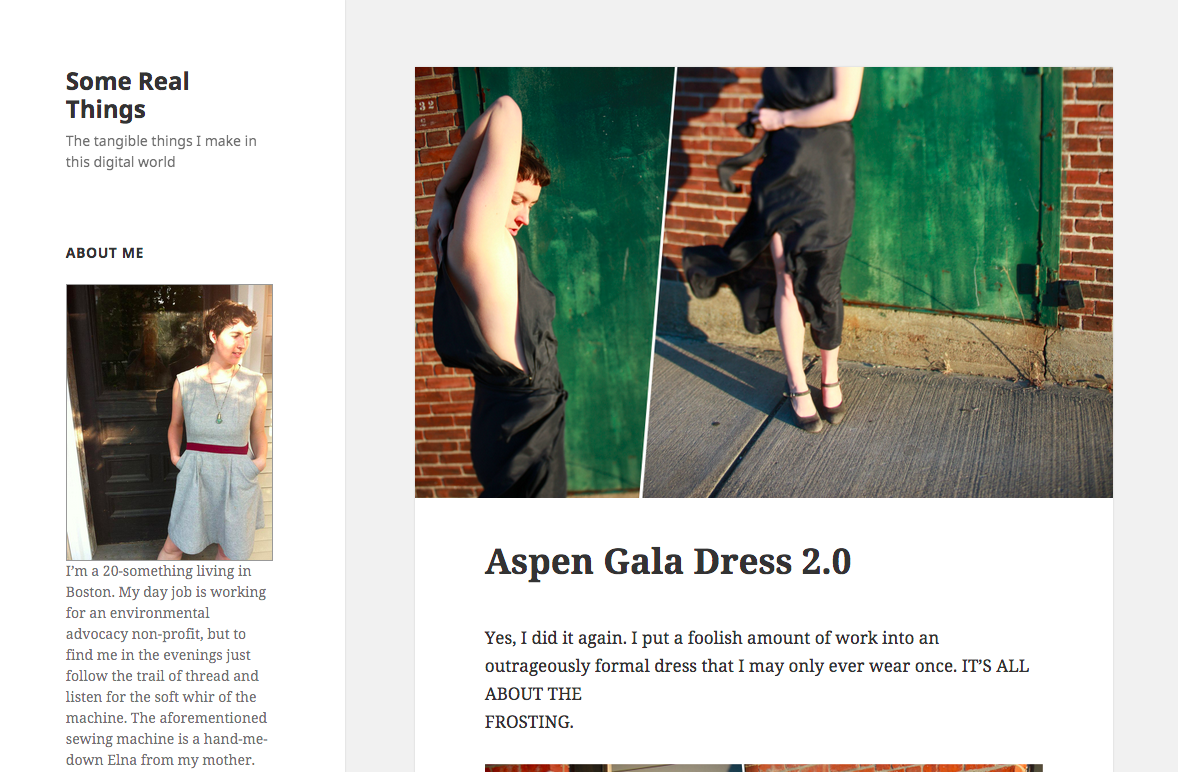 Some Real
Things
The tangible things I make in
this digital world
ABOUT ME
I’m a 20-something living in
Boston. My day job is working
for an environmental
advocacy non-profit, but to
find me in the evenings just
follow the trail of thread and
listen for the soft whir of the
machine. The aforementioned
sewing machine is a hand-me-
down Elna from my mother.
32
Aspen Gala Dress 2.0
Yes, I did it again. I put a foolish amount of work into an
outrageously formal dress that I may only ever wear once. IT’S ALL
ABOUT THE
FROSTING.